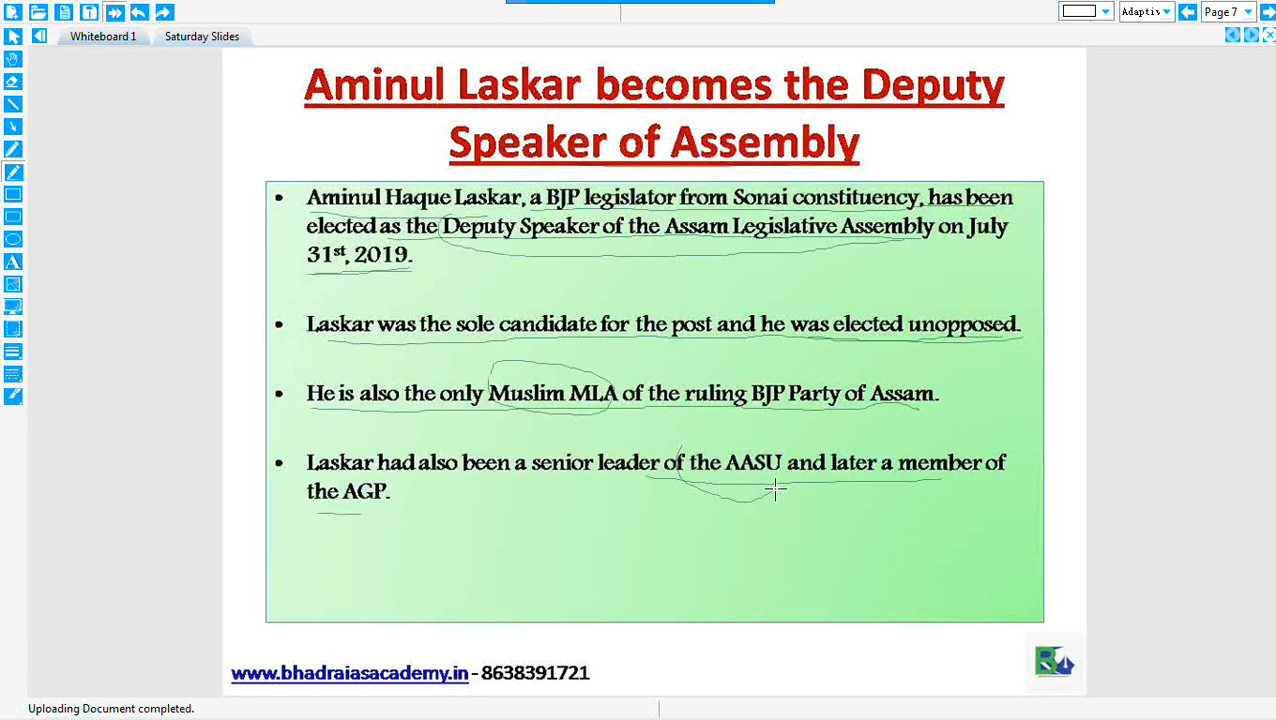 Adaptiv
Page 7
Whiteboard 1
Saturday Slides
Aminul Laskar becomes the Deputy
Speaker of Assembly
• Aminul Haque Laskar, a BJP legislator from Sonai constituency, has been
elected as the Deputy Speaker of the Assam Legislative Assembly on July
31st, 2019.
• Laskar was the sole candidate for the post and he was elected unopposed.
• He is also the only Muslim MLA of the ruling BJP Party of Assam.
• Laskar had also been a senior leader of the AASU and later a member of
the AGP.
www.bhadraiasacademy.in - 8638391721
Uploading Document completed.